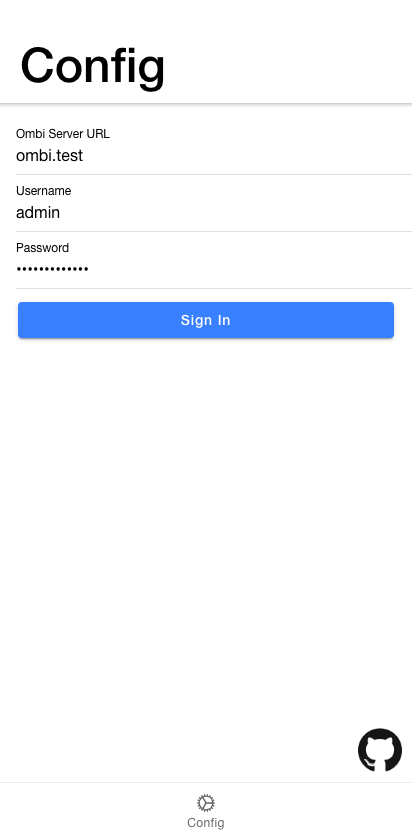 Config
Ombi Server URL
ombi.test
Username
admin
Password
•••••••••••••
Sign In
Config